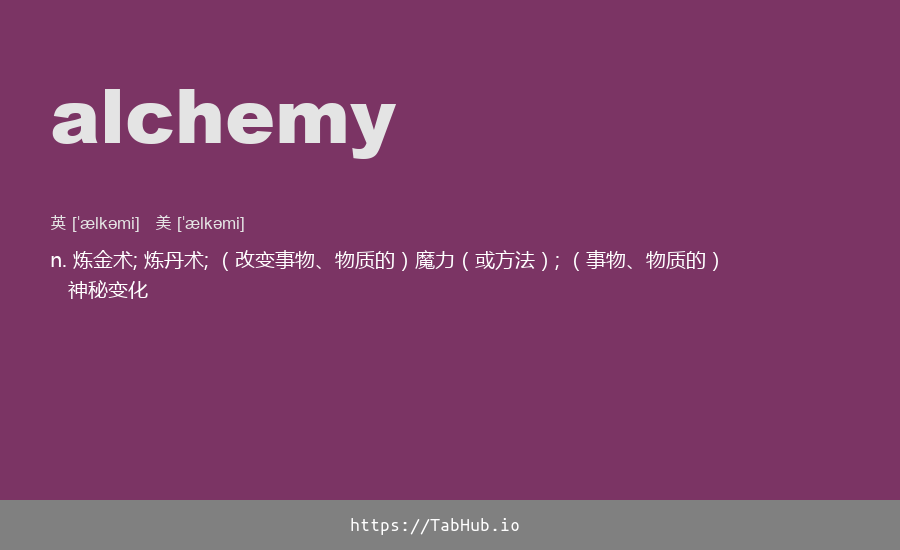 alchemy
英 [ˈælkəmi]   美 [ˈælkəmi]
n. 炼金术; 炼丹术; （改变事物、物质的）魔力（或方法）; （事物、物质的）
神秘变化
https://TabHub.io